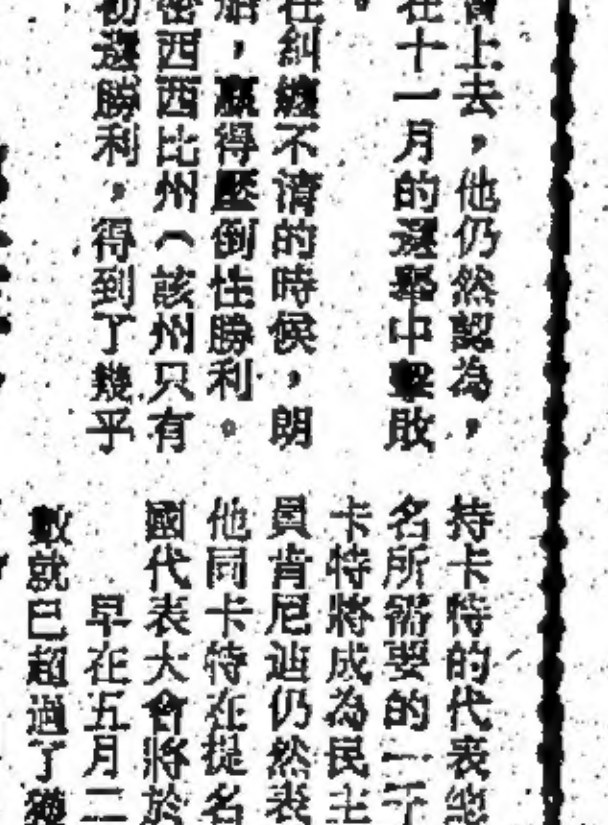 上去，他仍然認為，
在十一月的選舉中擊敗
。
在糾纏不清的時候，朗
，贏得壓倒性勝利。
密西西比州（該州只有
初選勝利，得到了幾乎
持卡特的代表總
名所需要的一千
卡特將成為民主
員肯尼迪仍然表
他同卡特在提名
國代表大會將於
早在五月二
數就已超過了獲